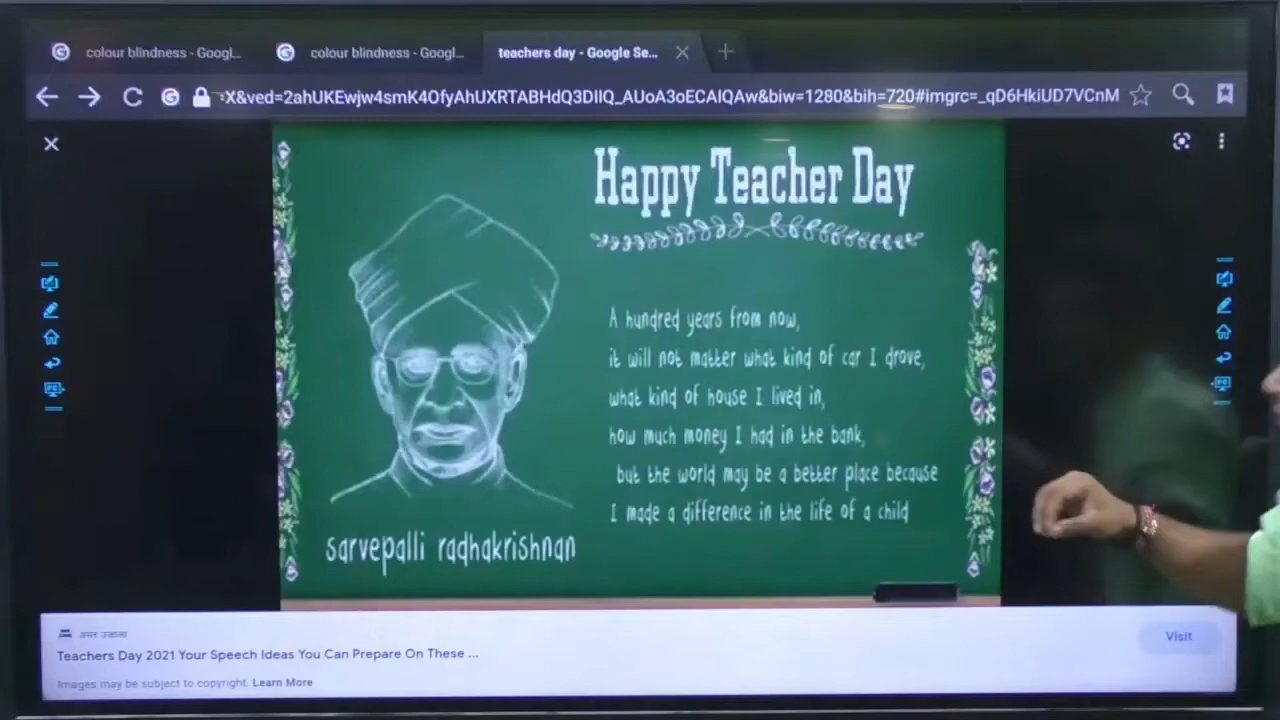 colour blindness - Googl...
colour blindness - Googl...
teachers day - Google Se...
X&ved=2ahUKEwjw4smK4OfyAhUXRTABHdQ3DIIQ_AUoA3oECAIQAw&biw=1280&bih=720#imgrc=_qD6HkiUD7VCnM
Happy Teacher Day
A hundred years from now,
it will not matter what kind of car I drove,
what kind of house I lived in,
how much money I had in the bank,
but the world may be a better place because
I made a difference in the life of a child
sarvepalli radhakrishnan
अमर उजाला
Teachers Day 2021 Your Speech Ideas You Can Prepare On These ...
Visit
Images may be subject to copyright. Learn More